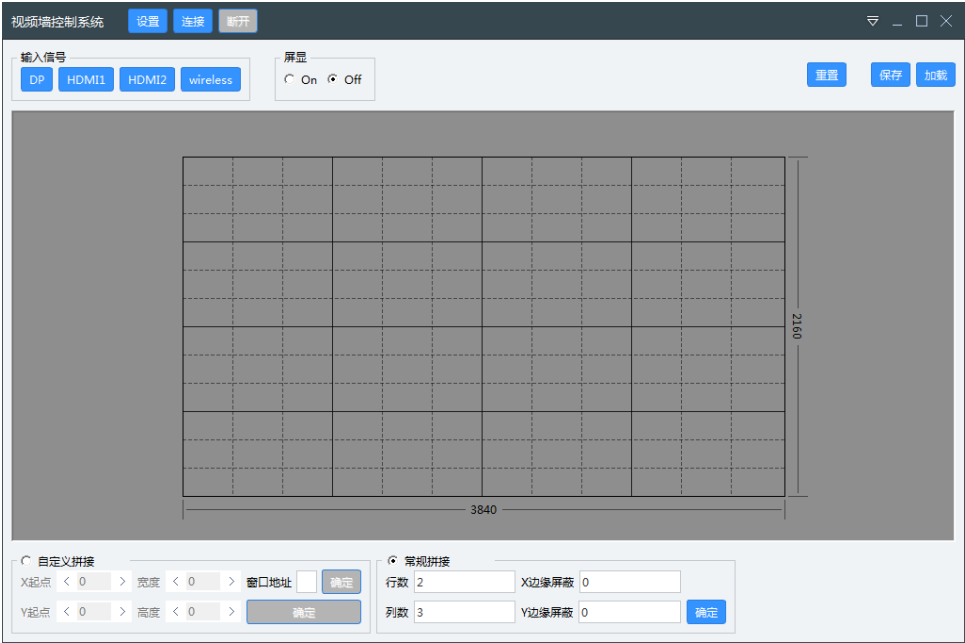 视频墙控制系统 设置 连接 断开
输入信号 屏显
DP HDMI1 HDMI2 wireless On Off 重置 保存 加载
2160
3840
自定义拼接 常规拼接
X起点 < 0 > 宽度 < 0 > 窗口地址 确定 行数 2 X边缘屏蔽 0
Y起点 < 0 > 高度 < 0 > 确定 列数 3 Y边缘屏蔽 0 确定